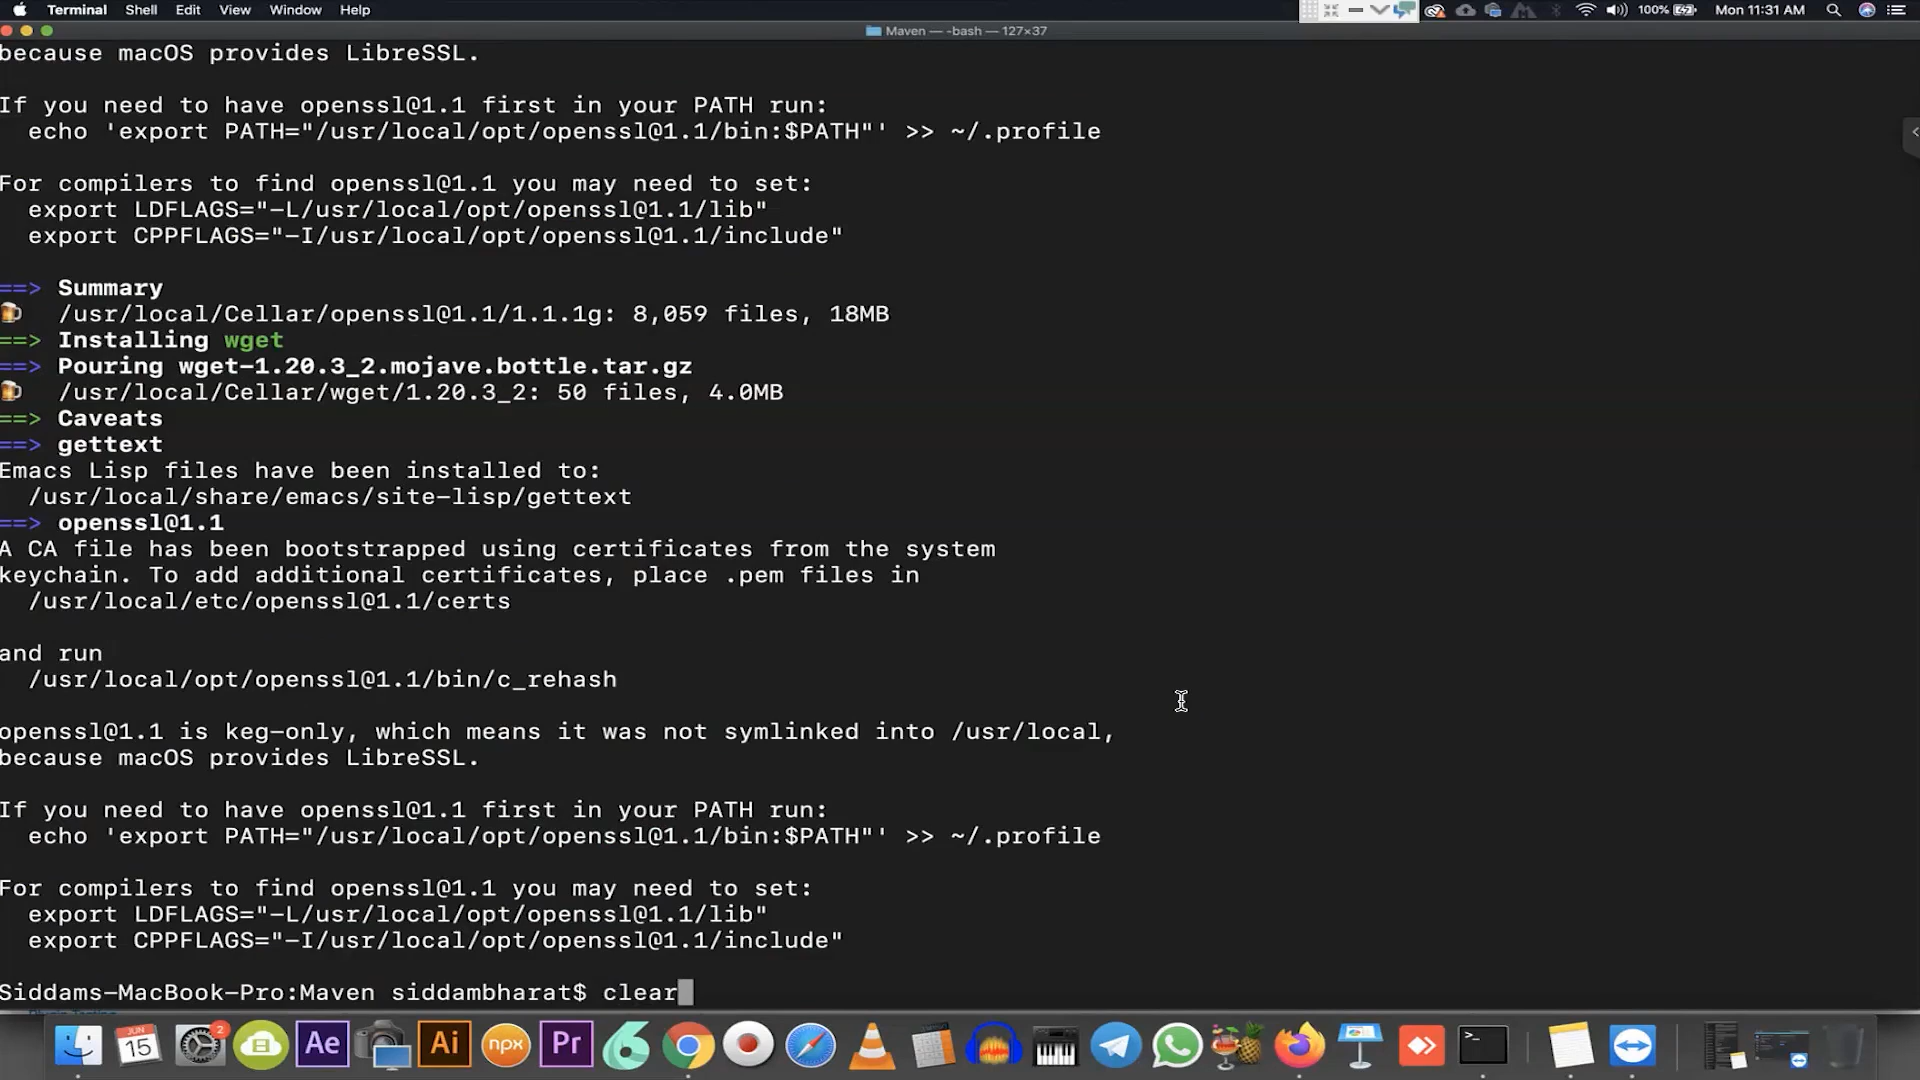 Terminal Shell Edit View Window Help 100% Mon 11:31 AM
Maven — -bash — 127×37
because macOS provides LibreSSL.
If you need to have openssl@1.1 first in your PATH run:
echo 'export PATH="/usr/local/opt/openssl@1.1/bin:$PATH"' >> ~/.profile
For compilers to find openssl@1.1 you may need to set:
export LDFLAGS="-L/usr/local/opt/openssl@1.1/lib"
export CPPFLAGS="-I/usr/local/opt/openssl@1.1/include"
==> Summary
/usr/local/Cellar/openssl@1.1/1.1.1g: 8,059 files, 18MB
==> Installing wget
==> Pouring wget-1.20.3_2.mojave.bottle.tar.gz
/usr/local/Cellar/wget/1.20.3_2: 50 files, 4.0MB
==> Caveats
==> gettext
Emacs Lisp files have been installed to:
/usr/local/share/emacs/site-lisp/gettext
==> openssl@1.1
A CA file has been bootstrapped using certificates from the system
keychain. To add additional certificates, place .pem files in
/usr/local/etc/openssl@1.1/certs
and run
/usr/local/opt/openssl@1.1/bin/c_rehash
openssl@1.1 is keg-only, which means it was not symlinked into /usr/local,
because macOS provides LibreSSL.
If you need to have openssl@1.1 first in your PATH run:
echo 'export PATH="/usr/local/opt/openssl@1.1/bin:$PATH"' >> ~/.profile
For compilers to find openssl@1.1 you may need to set:
export LDFLAGS="-L/usr/local/opt/openssl@1.1/lib"
export CPPFLAGS="-I/usr/local/opt/openssl@1.1/include"
Siddams-MacBook-Pro:Maven siddambharat$ clear
JUN 15 2 Ae Ai npx Pr